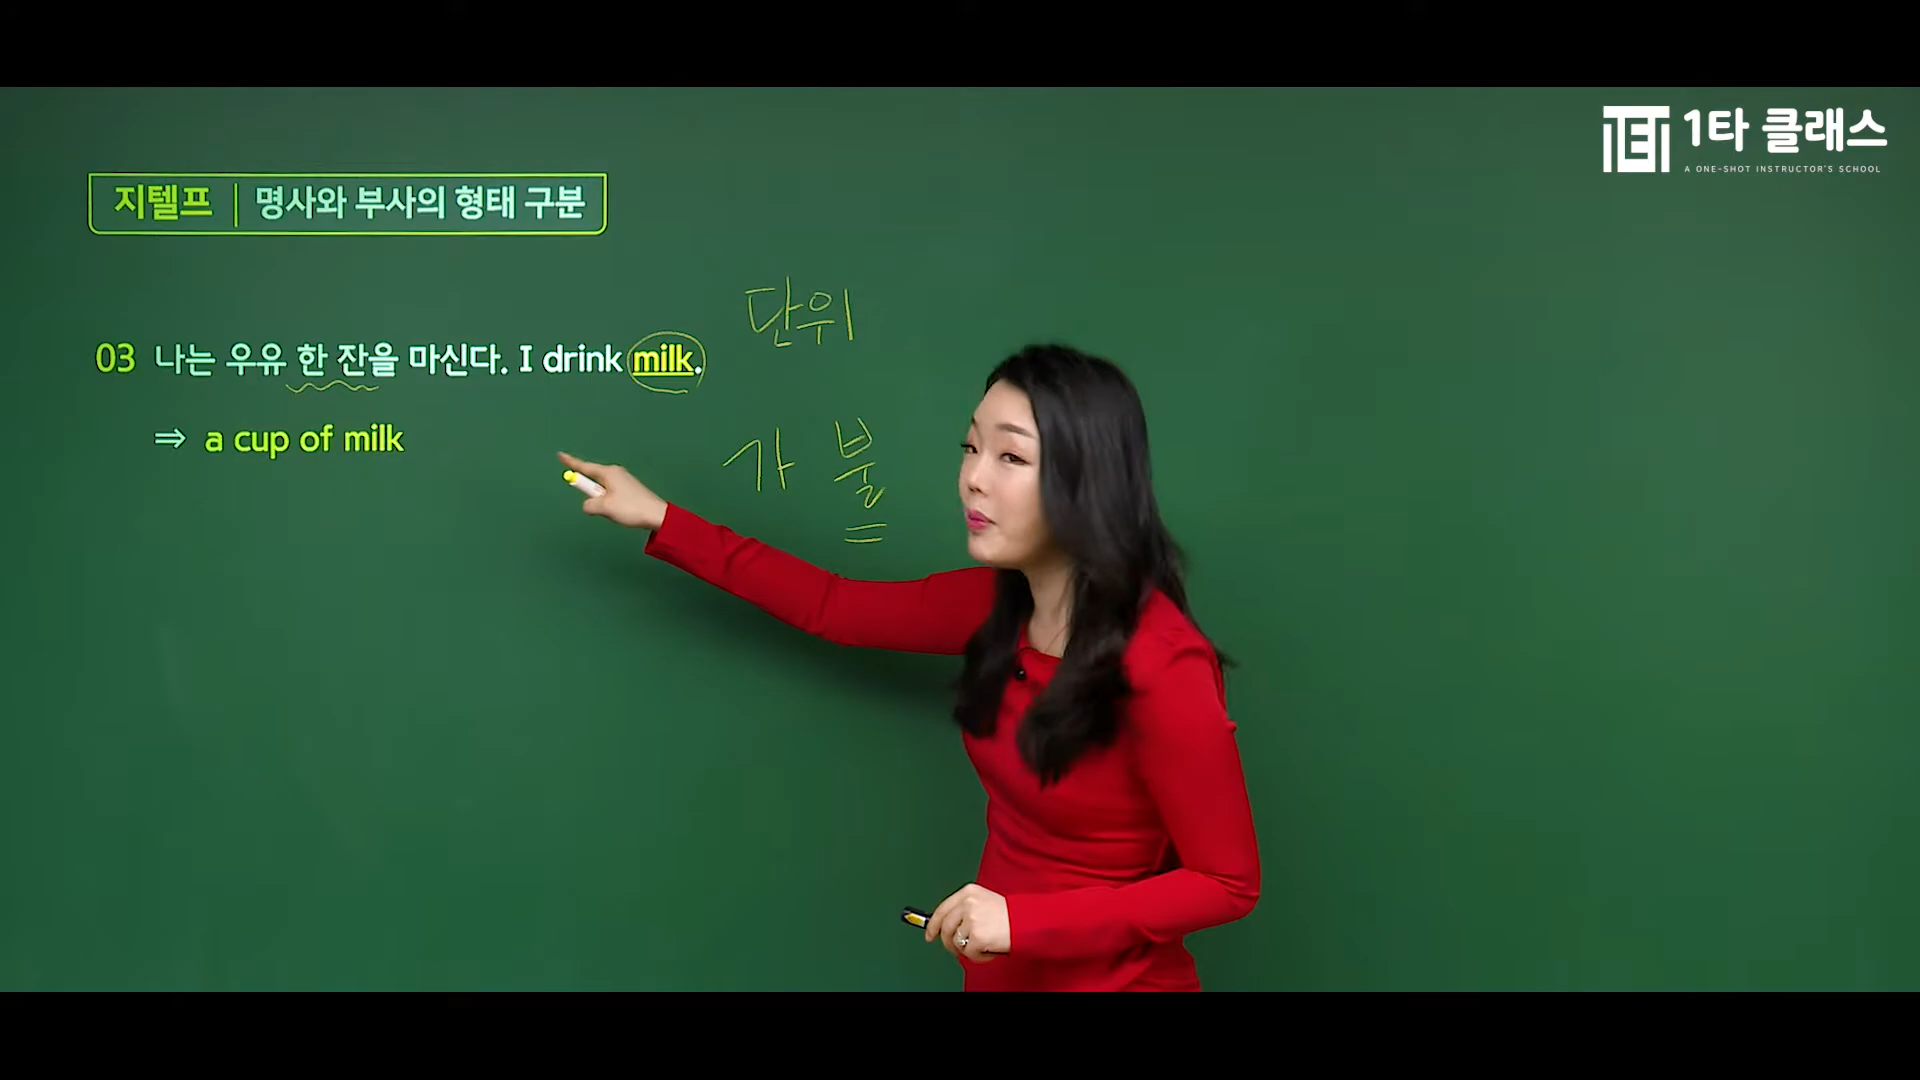 1타 클래스
A ONE-SHOT INSTRUCTOR'S SCHOOL
지텔프 | 명사와 부사의 형태 구분
단위
03 나는 우유 한 잔을 마신다. I drink milk.
⇒ a cup of milk
가 불